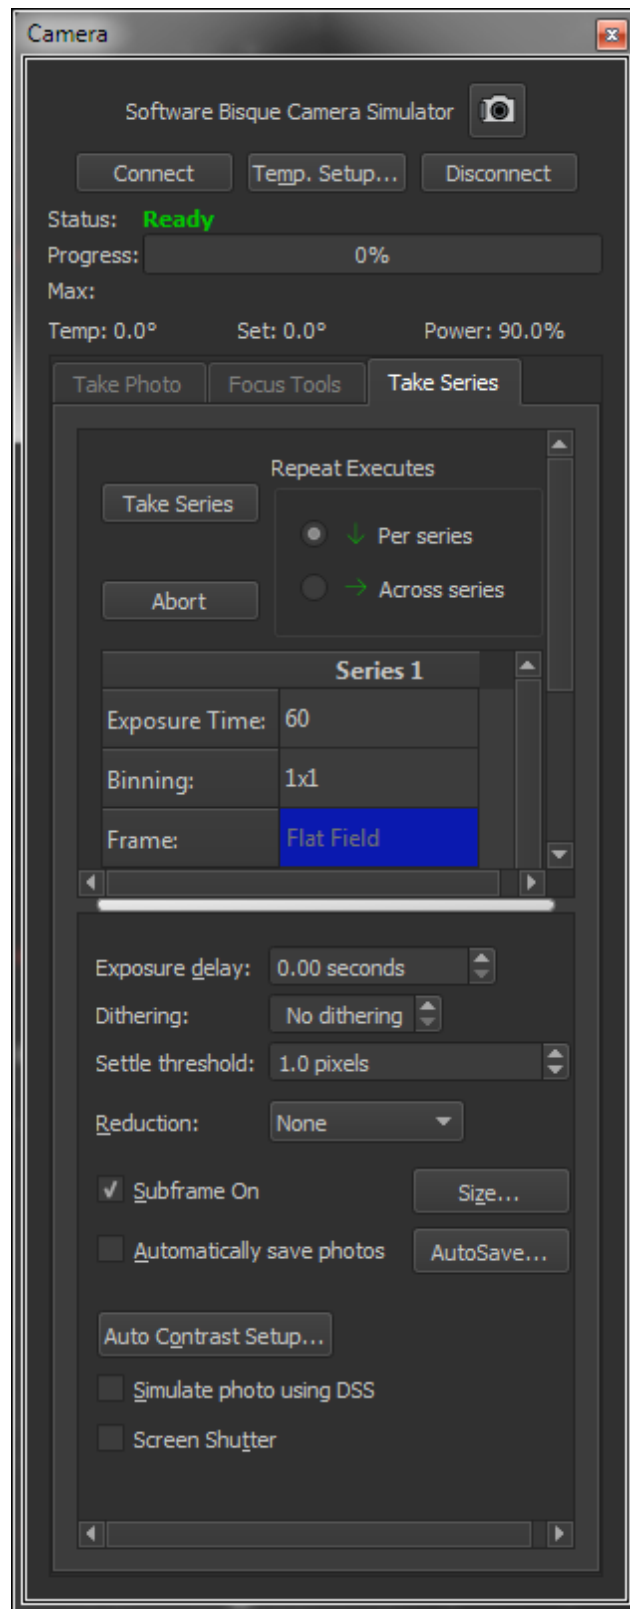 Camera
Software Bisque Camera Simulator
Connect Temp. Setup... Disconnect
Status: Ready
Progress: 0%
Max:
Temp: 0.0° Set: 0.0° Power: 90.0%
Take Photo Focus Tools Take Series
Repeat Executes
Take Series
Per series
Abort
Across series
Series 1
Exposure Time: 60
Binning: 1x1
Frame: Flat Field
Exposure delay: 0.00 seconds
Dithering: No dithering
Settle threshold: 1.0 pixels
Reduction: None
Subframe On Size...
Automatically save photos AutoSave...
Auto Contrast Setup...
Simulate photo using DSS
Screen Shutter